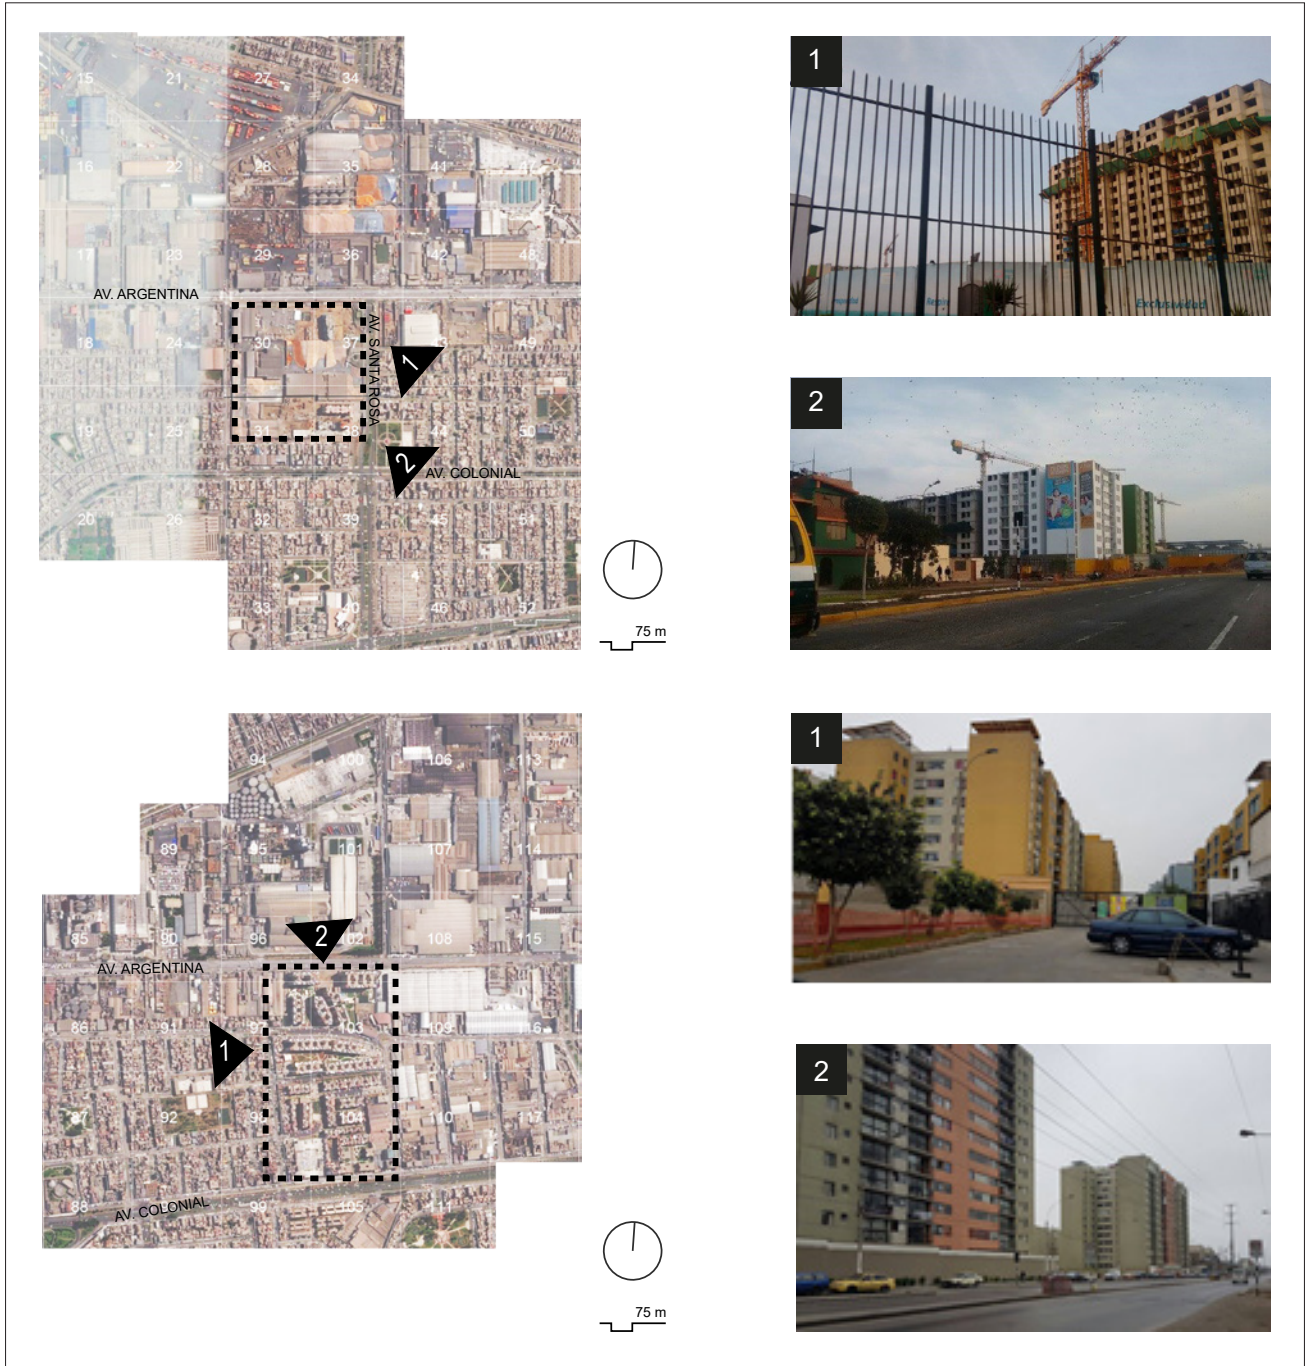 15 21 27 34
16 22 28 35 41 47
17 23 29 36 42 48
AV. ARGENTINA
18 24 30 37 43 49
AV. SANTA ROSA
1
19 25 31 38 44 50
2
AV. COLONIAL
20 26 32 39 45 51
33 40 46 52
75 m
1
Exclusividad
2
94 100 106 113
89 95 101 107 114
85 90 96 102 108 115
2
AV. ARGENTINA
86 91 97 103 109 116
1
87 92 98 104 110 117
88 99 105 111
AV. COLONIAL
75 m
1
2